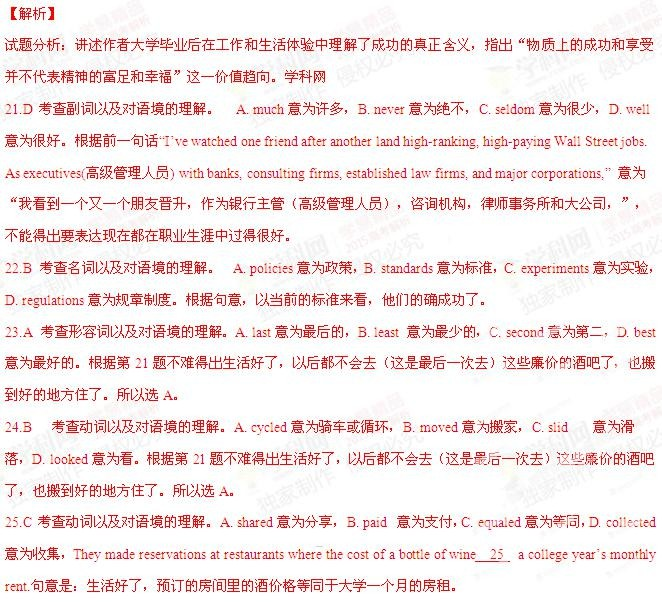 【解析】
试题分析：讲述作者大学毕业后在工作和生活体验中理解了成功的真正含义，指出“物质上的成功和享受
并不代表精神的富足和幸福”这一价值趋向。学科网
21.D 考查副词以及对语境的理解。 A. much 意为许多，B. never 意为绝不，C. seldom 意为很少，D. well
意为很好。根据前一句话“I’ve watched one friend after another land high-ranking, high-paying Wall Street jobs.
As executives(高级管理人员) with banks, consulting firms, established law firms, and major corporations,” 意为
“我看到一个又一个朋友晋升，作为银行主管（高级管理人员），咨询机构，律师事务所和大公司，”，
不能得出要表达现在都在职业生涯中过得很好。
22.B 考查名词以及对语境的理解。 A. policies 意为政策，B. standards 意为标准，C. experiments 意为实验，
D. regulations 意为规章制度。根据句意，以当前的标准来看，他们的确成功了。
23.A 考查形容词以及对语境的理解。A. last 意为最后的，B. least 意为最少的，C. second 意为第二，D. best
意为最好的。根据第 21 题不难得出生活好了，以后都不会去（这是最后一次去）这些廉价的酒吧了，也搬
到好的地方住了。所以选 A。
24.B 考查动词以及对语境的理解。A. cycled 意为骑车或循环，B. moved 意为搬家，C. slid 意为滑
落，D. looked 意为看。根据第 21 题不难得出生活好了，以后都不会去（这是最后一次去）这些廉价的酒吧
了，也搬到好的地方住了。所以选 A。
25.C 考查动词以及对语境的理解。A. shared 意为分享，B. paid 意为支付，C. equaled 意为等同，D. collected
意为收集，They made reservations at restaurants where the cost of a bottle of wine 25 a college year’s monthly
rent.句意是：生活好了，预订的房间里的酒价格等同于大学一个月的房租。